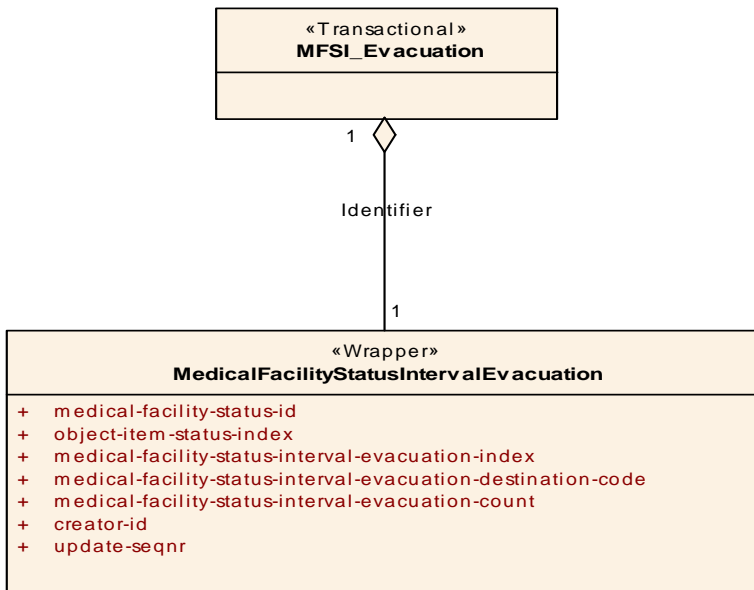 «Transactional»
MFSI_Evacuation
1
Identifier
1
«Wrapper»
MedicalFacilityStatusIntervalEvacuation
+ medical-facility-status-id
+ object-item-status-index
+ medical-facility-status-interval-evacuation-index
+ medical-facility-status-interval-evacuation-destination-code
+ medical-facility-status-interval-evacuation-count
+ creator-id
+ update-seqnr